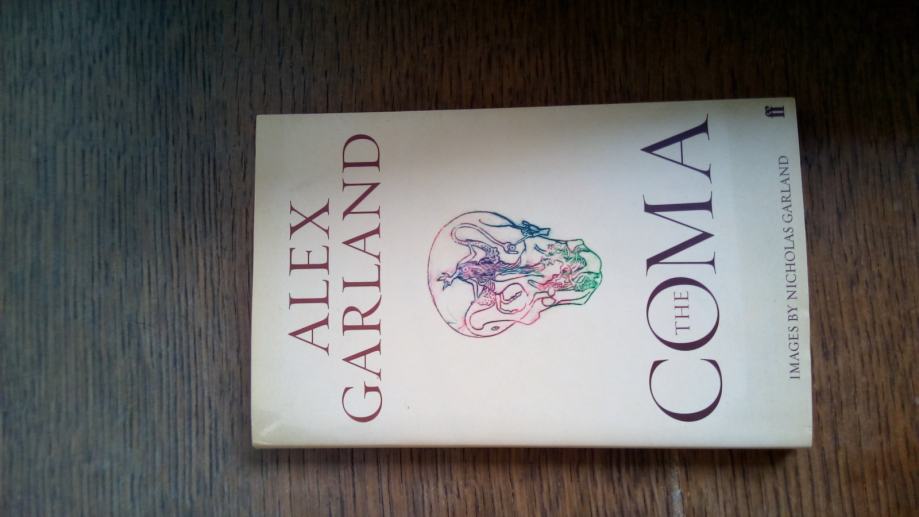 ALEX
GARLAND
THE
COMA
IMAGES BY NICHOLAS GARLAND
ff